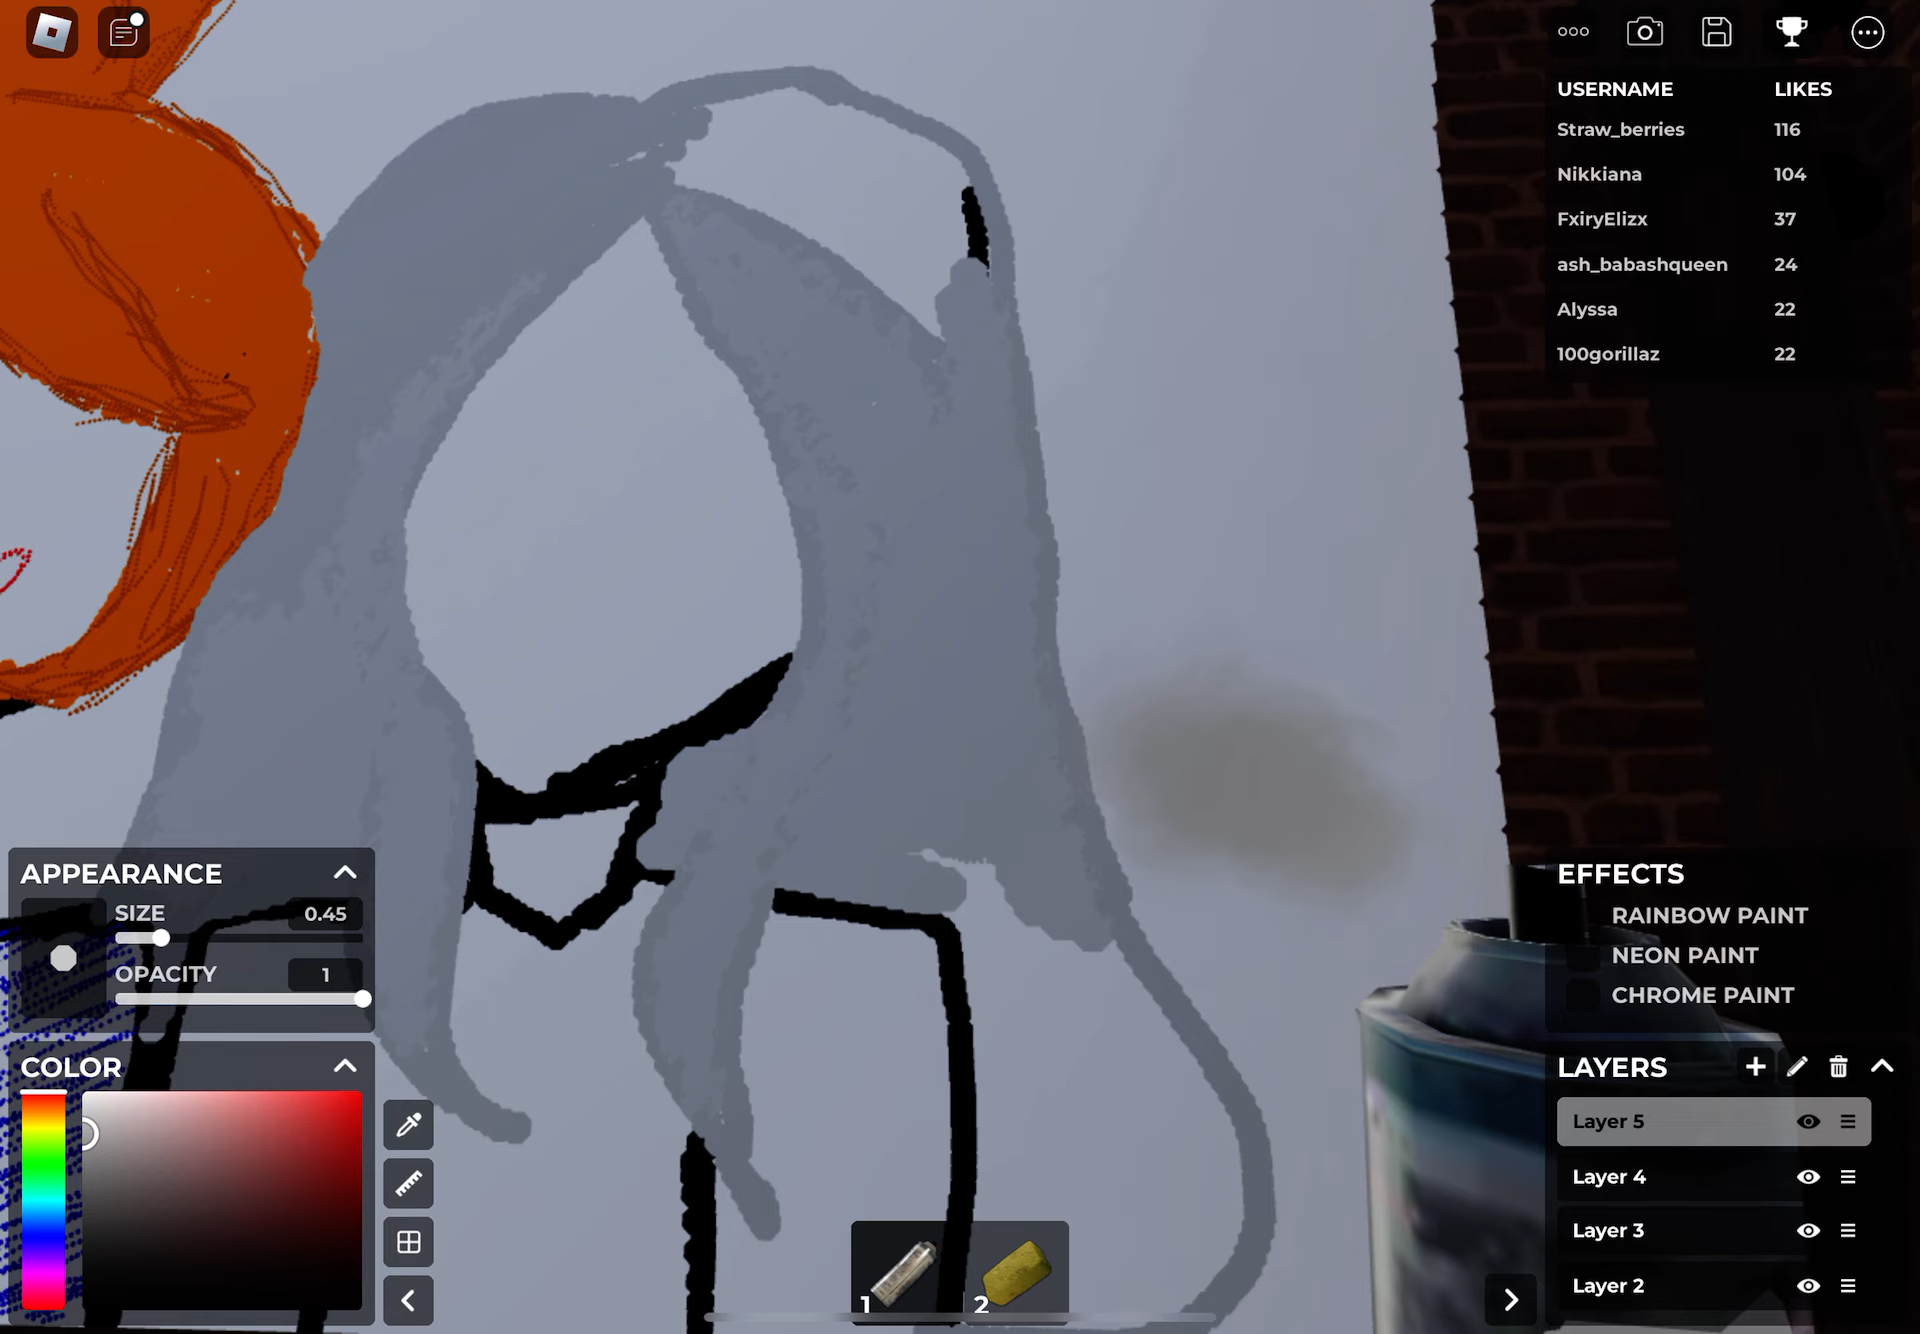 USERNAME LIKES
Straw_berries 116
Nikkiana 104
FxiryElizx 37
ash_babashqueen 24
Alyssa 22
100gorillaz 22
APPEARANCE
SIZE 0.45
OPACITY 1
COLOR
1 2
EFFECTS
RAINBOW PAINT
NEON PAINT
CHROME PAINT
LAYERS
Layer 5
Layer 4
Layer 3
Layer 2